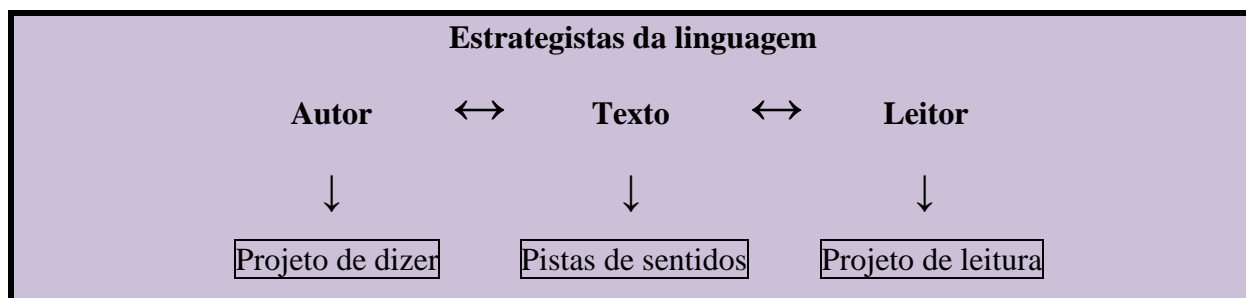 Estrategistas da linguagem
Autor ↔ Texto ↔ Leitor
↓ ↓ ↓
Projeto de dizer Pistas de sentidos Projeto de leitura